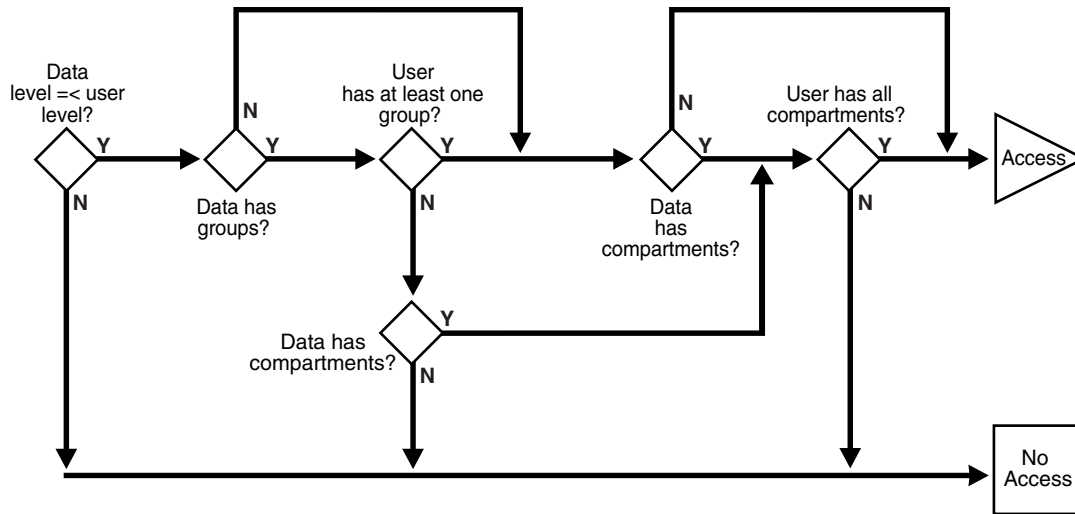 Data
level =< user
level?
Y
N
N
Y
Data has
groups?
User
has at least one
group?
Y
N
Data has
compartments?
Y
N
N
Y
Data
has
compartments?
User has all
compartments?
Y
N
Access
No
Access